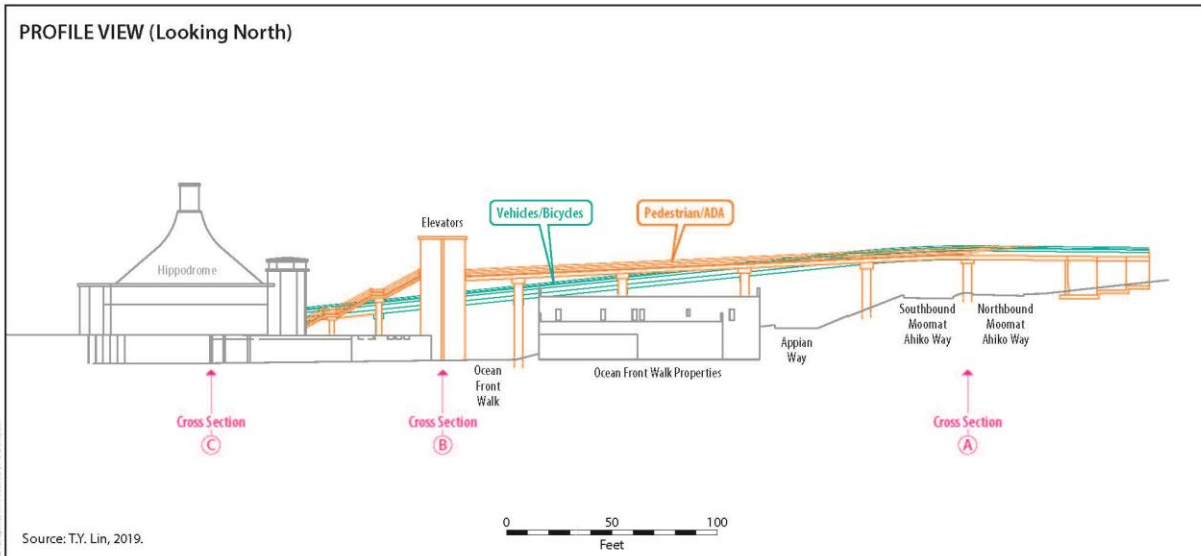 PROFILE VIEW (Looking North)
Vehicles/Bicycles
Pedestrian/ADA
Elevators
Hippodrome
Southbound
Moomat
Ahiko Way
Northbound
Moomat
Ahiko Way
Appian
Way
Ocean
Front
Walk
Ocean Front Walk Properties
Cross Section
C
Cross Section
B
Cross Section
A
0
50
100
Feet
Source: T.Y. Lin, 2019.